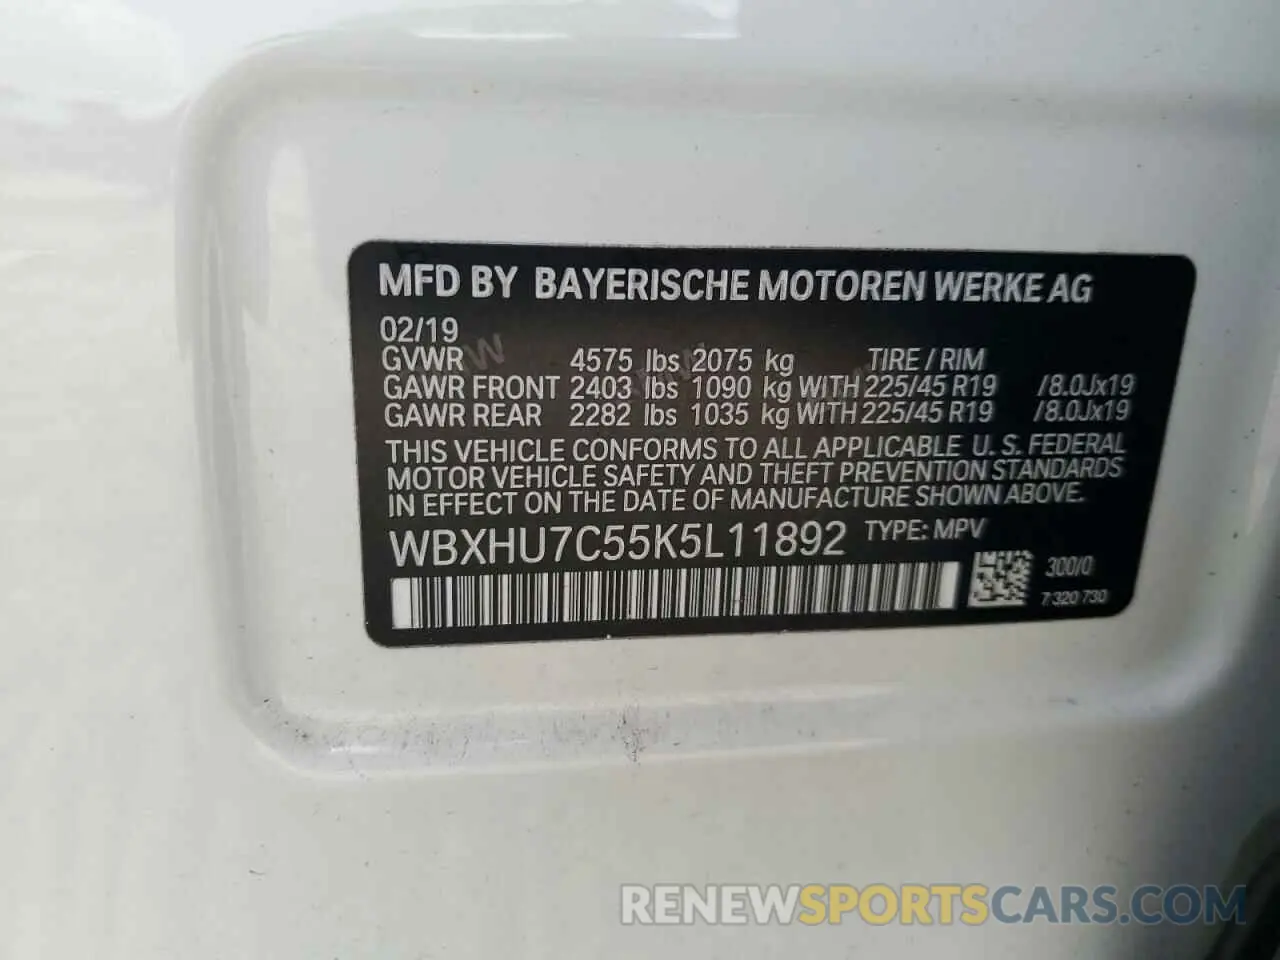 MFD BY BAYERISCHE MOTOREN WERKE AG
02/19
GVWR 4575 lbs 2075 kg TIRE / RIM
GAWR FRONT 2403 lbs 1090 kg WITH 225/45 R19 /8.0Jx19
GAWR REAR 2282 lbs 1035 kg WITH 225/45 R19 /8.0Jx19
THIS VEHICLE CONFORMS TO ALL APPLICABLE U. S. FEDERAL
MOTOR VEHICLE SAFETY AND THEFT PREVENTION STANDARDS
IN EFFECT ON THE DATE OF MANUFACTURE SHOWN ABOVE.
WBXHU7C55K5L11892 TYPE: MPV
300/0
7 320 730
RENEWSPORTSCARS.COM